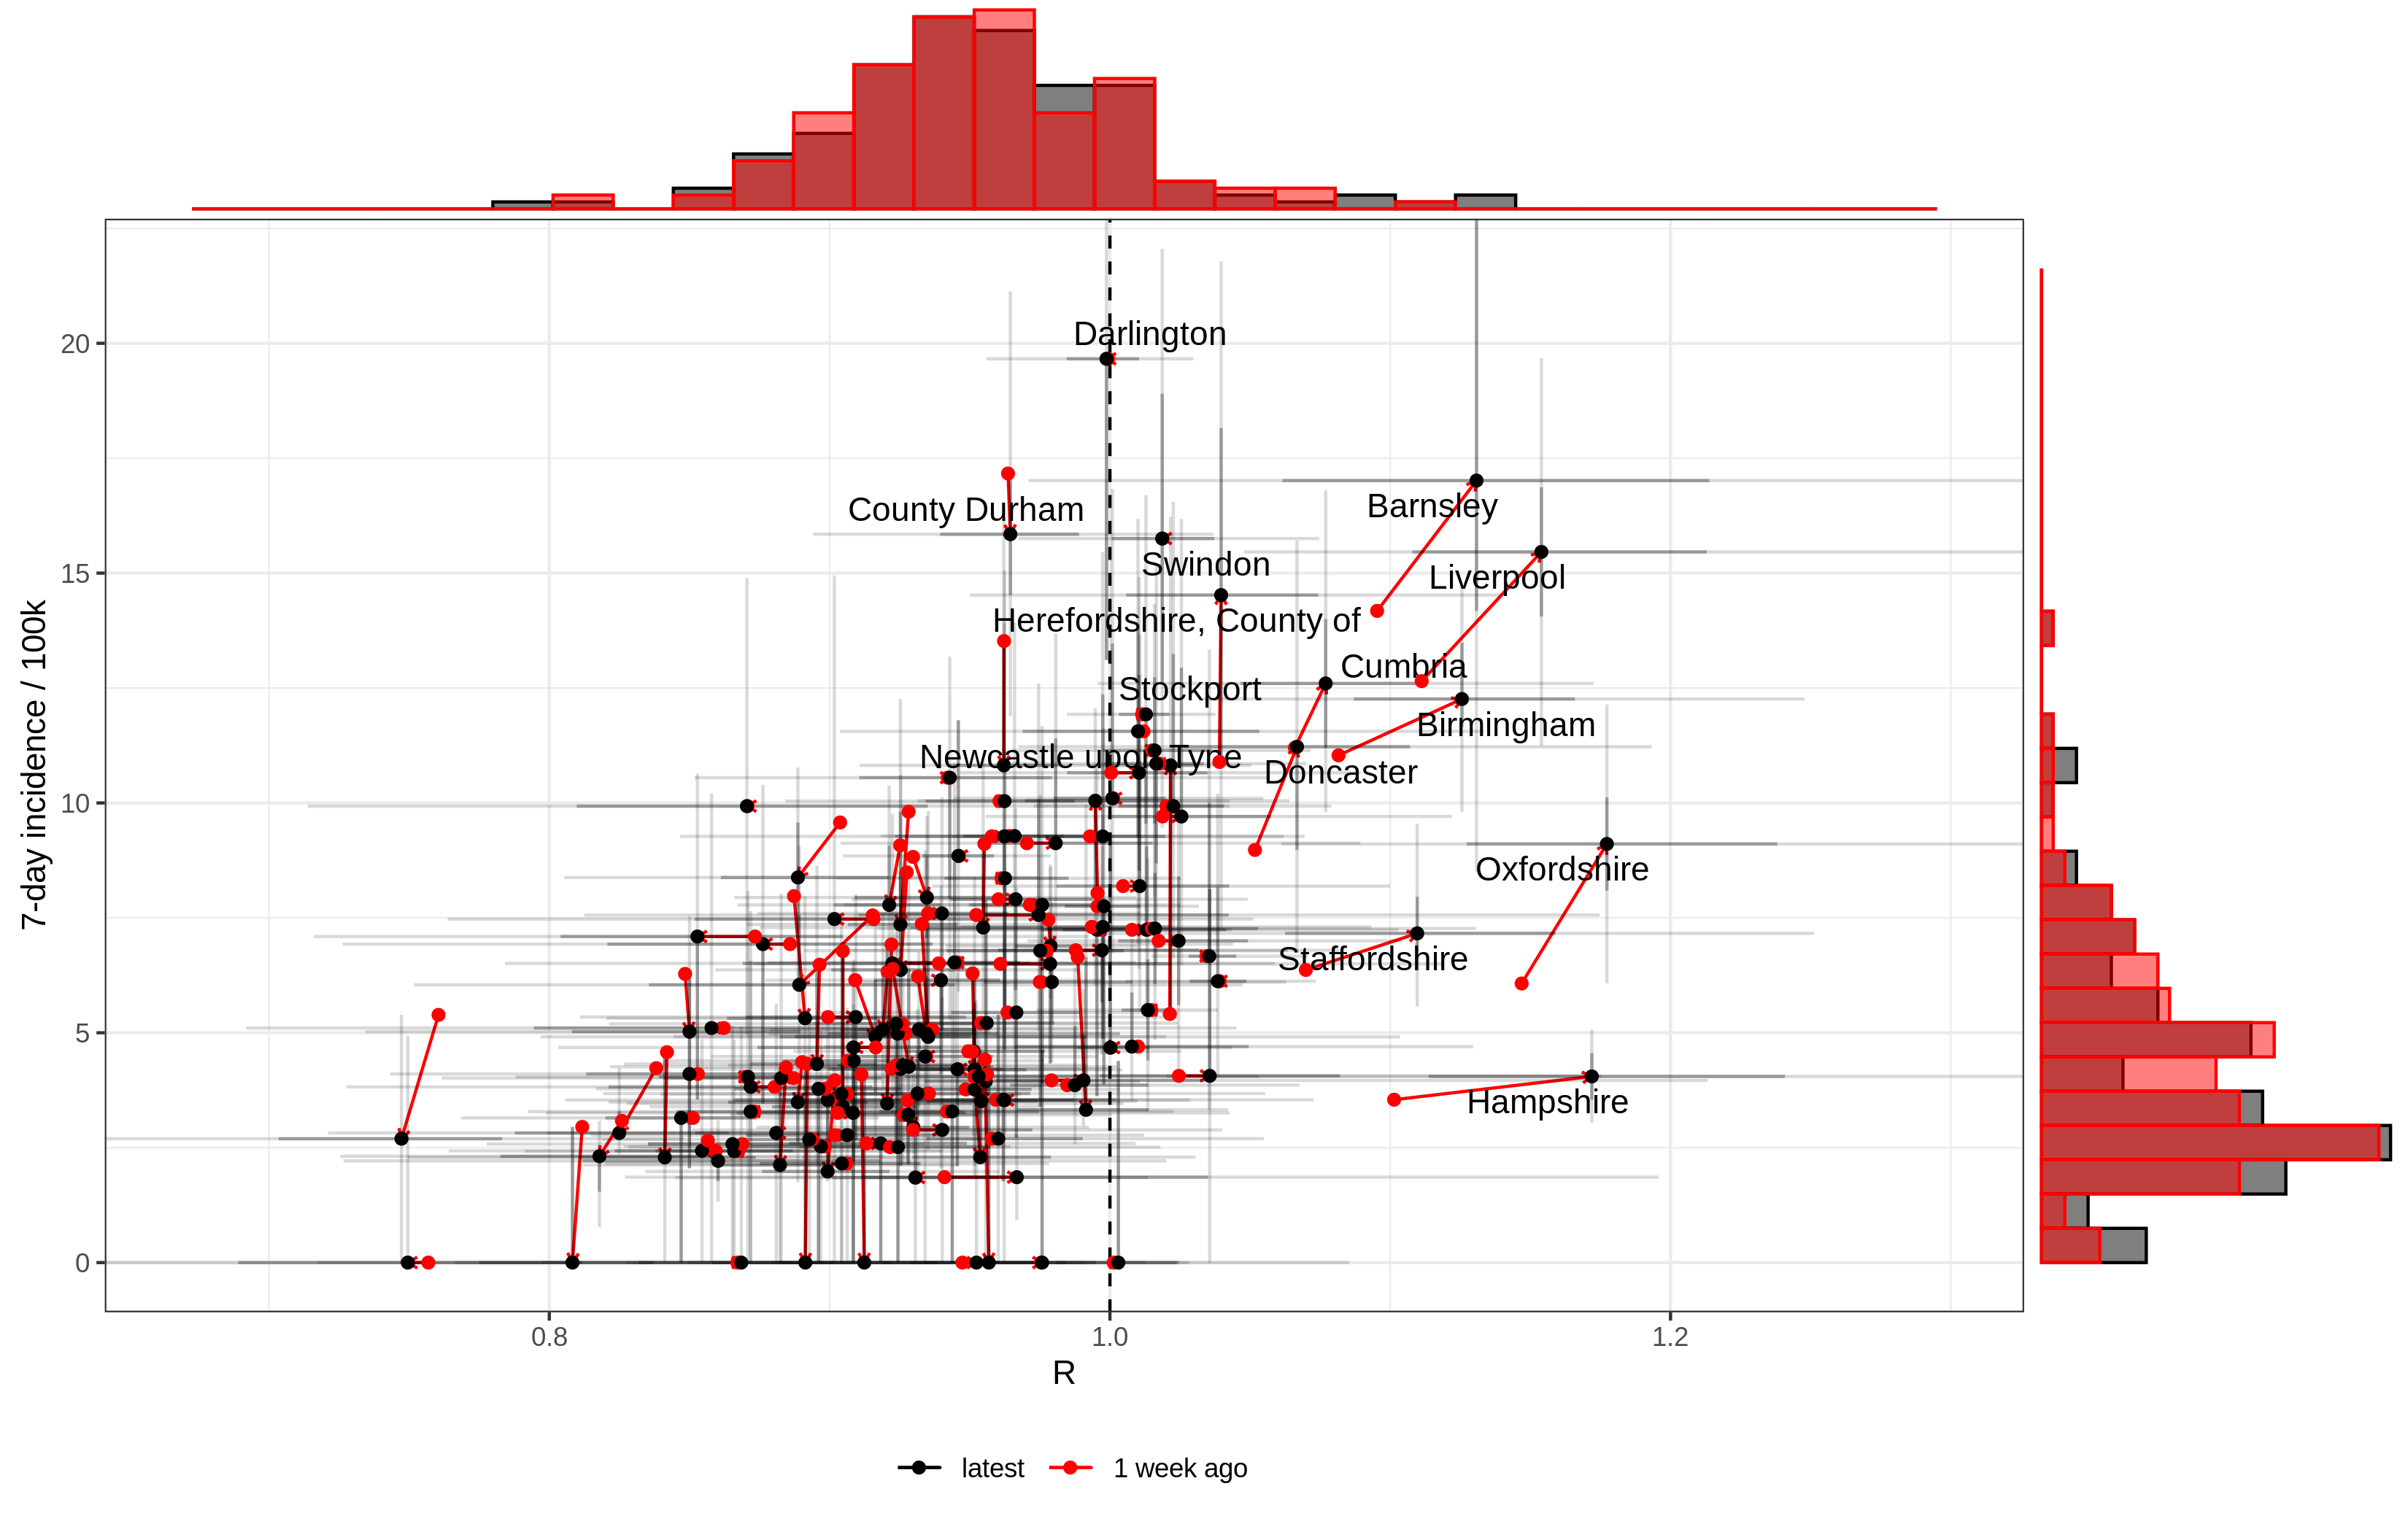 Darlington
County Durham
Barnsley
Swindon
Liverpool
Herefordshire, County of
Cumbria
Stockport
Birmingham
Newcastle upon Tyne
Doncaster
Oxfordshire
Staffordshire
Hampshire
20
15
10
5
0
7-day incidence / 100k
0.8
1.0
1.2
R
latest
1 week ago